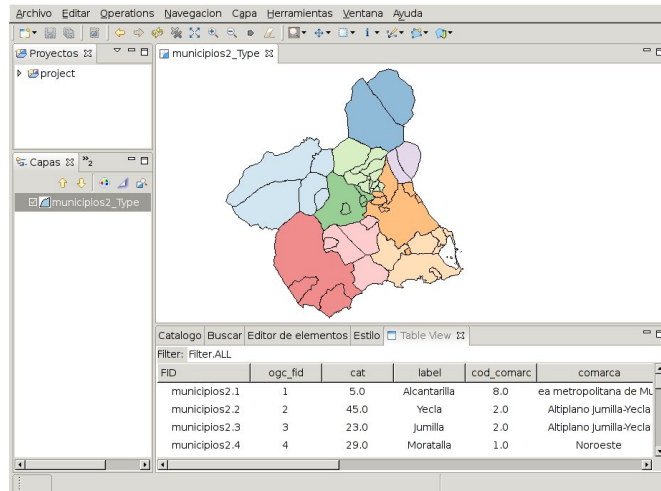 Archivo Editar Operations Navegacion Capa Herramientas Ventana Ayuda
Proyectos
municipios2_Type
project
Capas »2
municipios2_Type
Catalogo Buscar Editor de elementos Estilo Table View
Filter: Filter.ALL
FID ogc_fid cat label cod_comarc comarca
municipios2.1 1 5.0 Alcantarilla 8.0 ea metropolitana de Mu
municipios2.2 2 45.0 Yecla 2.0 Altiplano Jumilla-Yecla
municipios2.3 3 23.0 Jumilla 2.0 Altiplano Jumilla-Yecla
municipios2.4 4 29.0 Moratalla 1.0 Noroeste